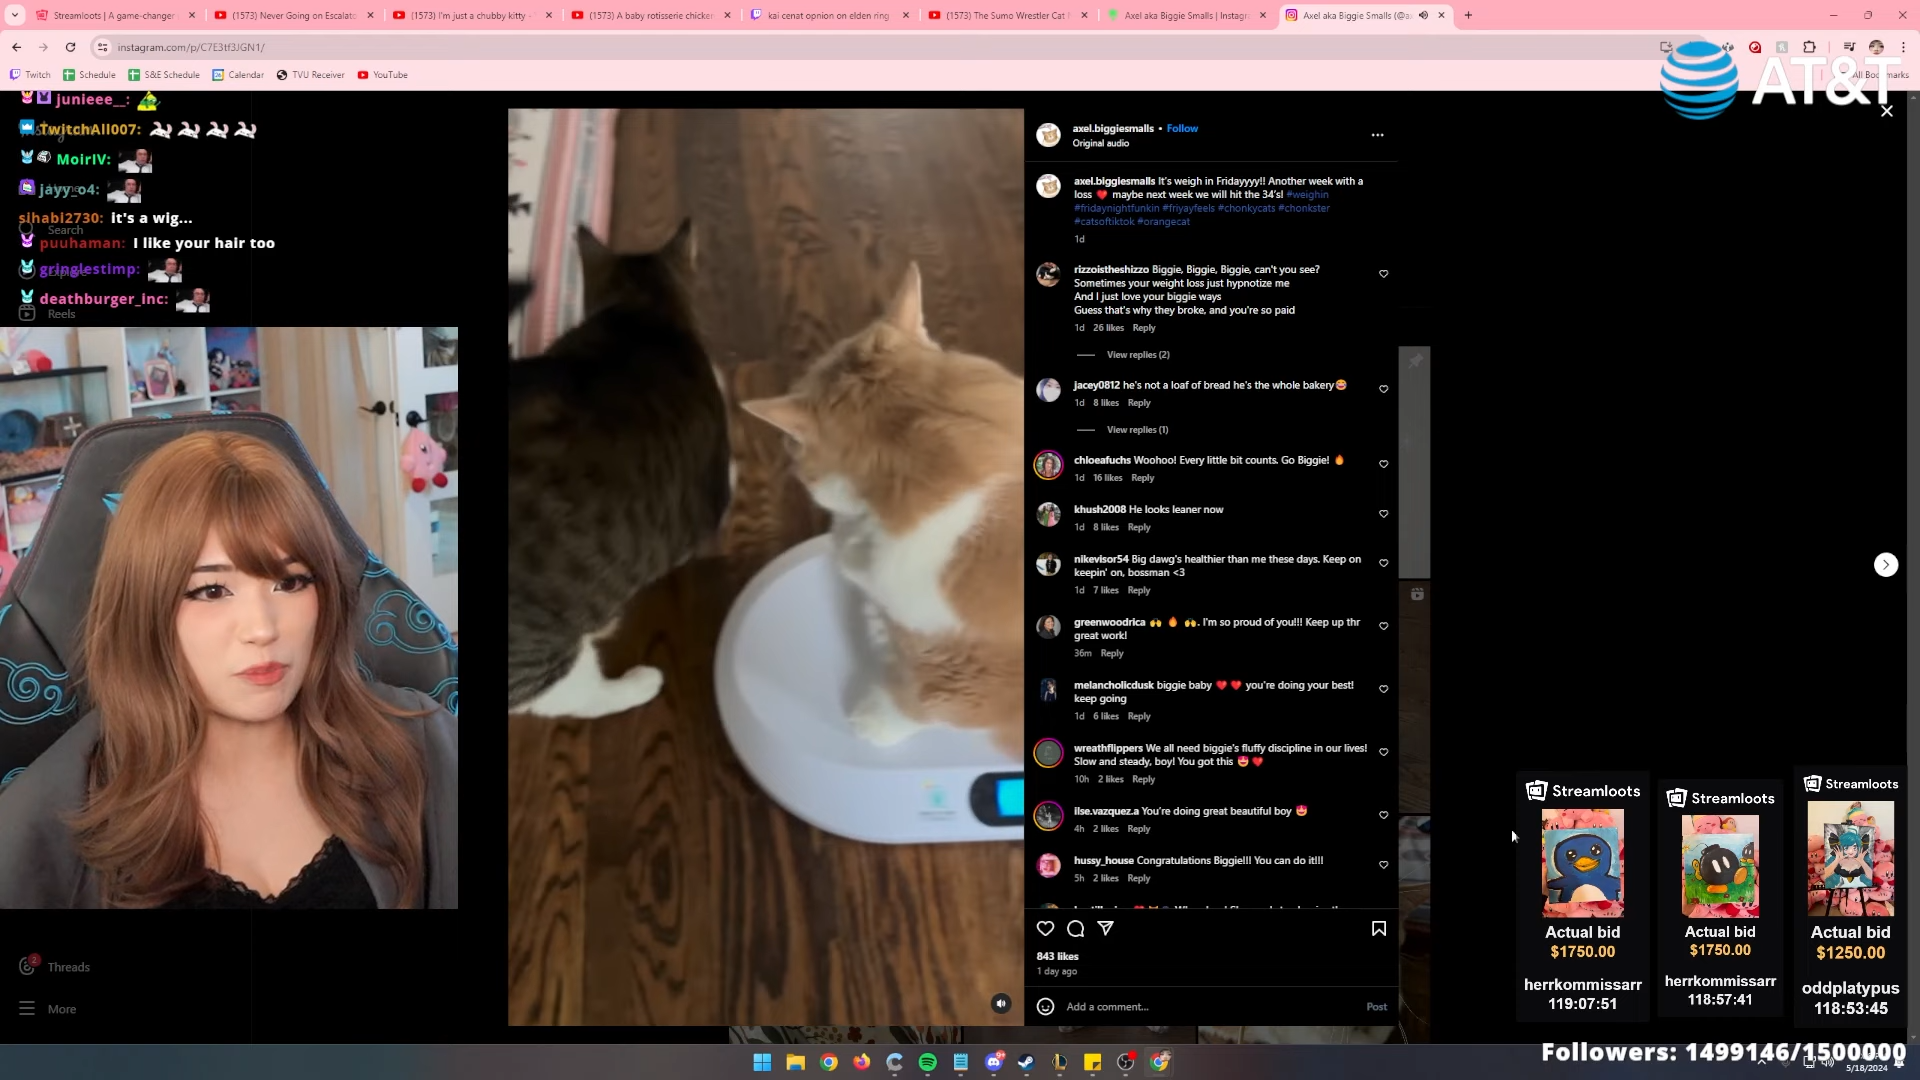 Streamloots | A game-changer
(1573) Never Going on Escalato
(1573) I'm just a chubby kitty -
(1573) A baby rotisserie chicken
kai cenat opnion on elden ring
(1573) The Sumo Wrestler Cat
Axel aka Biggie Smalls | Instagr
Axel aka Biggie Smalls (@a
instagram.com/p/C7E3tf3JGN1/
Twitch
Schedule
S&E Schedule
Calendar
TVU Receiver
YouTube
All Bookmarks
AT&T
junieee__:
TwitchAll007:
MoirIV:
jayy_o4:
Home
sihabi2730: it's a wig...
Search
puuhaman: I like your hair too
gringlestimp:
Explore
deathburger_inc:
Reels
2
Threads
More
axel.biggiesmalls • Follow
Original audio
axel.biggiesmalls It's weigh in Fridayyyy!! Another week with a
loss ❤️ maybe next week we will hit the 34's! #weighin
#fridaynightfunkin #friyayfeels #chonkycats #chonkster
#catsoftiktok #orangecat
1d
rizzoistheshizzo Biggie, Biggie, Biggie, can't you see?
Sometimes your weight loss just hypnotize me
And I just love your biggie ways
Guess that's why they broke, and you're so paid
1d 26 likes Reply
View replies (2)
jacey0812 he's not a loaf of bread he's the whole bakery😂
1d 8 likes Reply
View replies (1)
chloeafuchs Woohoo! Every little bit counts. Go Biggie! 🔥
1d 16 likes Reply
khush2008 He looks leaner now
1d 8 likes Reply
nikevisor54 Big dawg's healthier than me these days. Keep on
keepin' on, bossman <3
1d 7 likes Reply
greenwoodrica 🙌 🔥 🙌. I'm so proud of you!!! Keep up thr
great work!
36m Reply
melancholicdusk biggie baby ❤️ ❤️ you're doing your best!
keep going
1d 6 likes Reply
wreathflippers We all need biggie's fluffy discipline in our lives!
Slow and steady, boy! You got this 😍❤️
10h 2 likes Reply
ilse.vazquez.a You're doing great beautiful boy 😍
4h 2 likes Reply
hussy_house Congratulations Biggie!!! You can do it!!!
5h 2 likes Reply
843 likes
1 day ago
Add a comment...
Post
Streamloots
Actual bid
$1750.00
herrkommissarr
119:07:51
Streamloots
Actual bid
$1750.00
herrkommissarr
118:57:41
Streamloots
Actual bid
$1250.00
oddplatypus
118:53:45
Followers: 1499146/1500000
5/18/2024